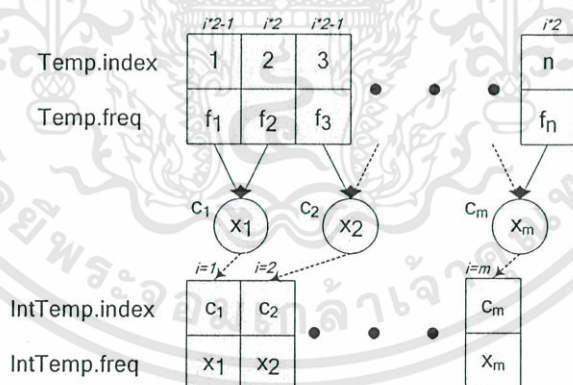 i*2-1 i*2 i*2-1 i*2
Temp.index 1 2 3 n
Temp.freq f1 f2 f3 fn
c1 x1 c2 x2 cm xm
i=1 i=2 i=m
IntTemp.index c1 c2 cm
IntTemp.freq x1 x2 xm